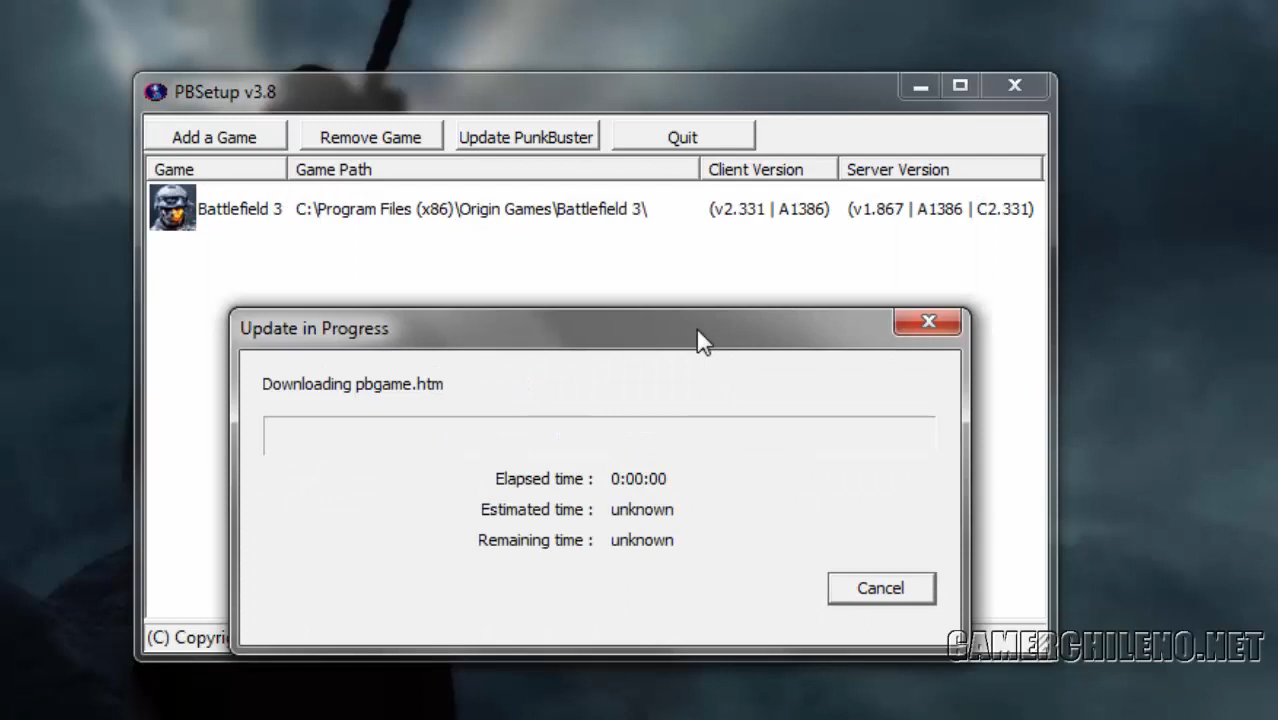 PBSetup v3.8
Add a Game Remove Game Update PunkBuster Quit
Game Game Path Client Version Server Version
Battlefield 3 C:\Program Files (x86)\Origin Games\Battlefield 3\ (v2.331 | A1386) (v1.867 | A1386 | C2.331)
Update in Progress
Downloading pbgame.htm
Elapsed time : 0:00:00
Estimated time : unknown
Remaining time : unknown
Cancel
(C)
GAMERCHILENO.NET